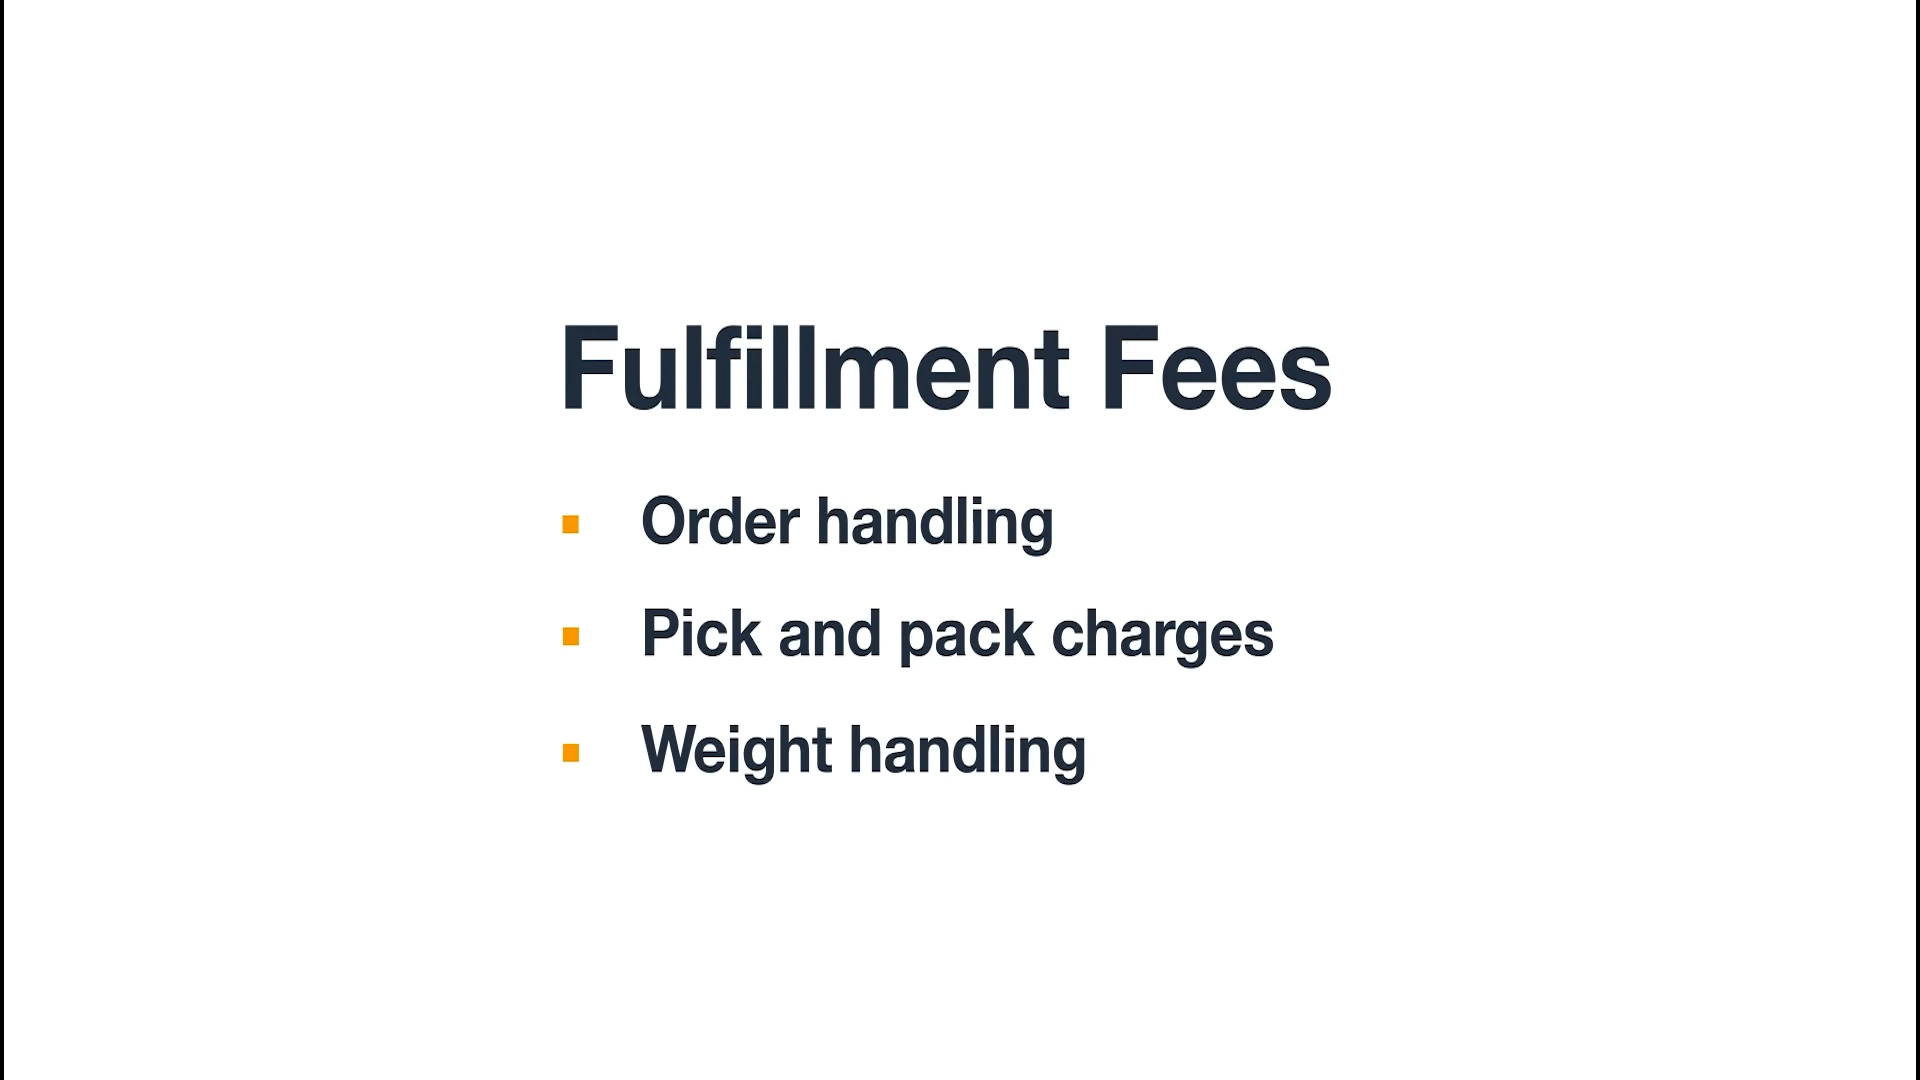 Fulfillment Fees
Order handling
Pick and pack charges
Weight handling